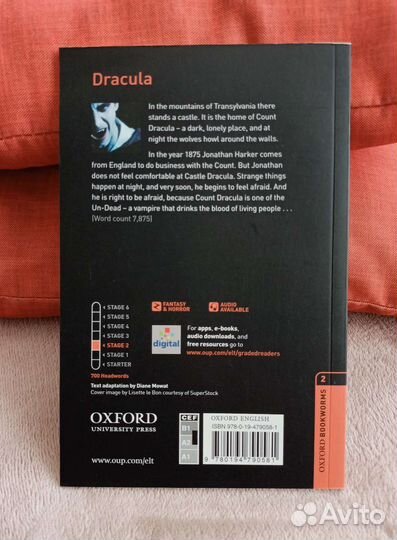 Dracula
In the mountains of Transylvania there
stands a castle. It is the home of Count
Dracula – a dark, lonely place, and at
night the wolves howl around the walls.
In the year 1875 Jonathan Harker comes
from England to do business with the Count. But Jonathan
does not feel comfortable at Castle Dracula. Strange things
happen at night, and very soon, he begins to feel afraid. And
he is right to be afraid, because Count Dracula is one of the
Un-Dead – a vampire that drinks the blood of living people . . .
(Word count 7,875)
STAGE 6
STAGE 5
STAGE 4
STAGE 3
STAGE 2
STAGE 1
STARTER
700 Headwords
FANTASY
& HORROR
AUDIO
AVAILABLE
digital
For apps, e-books,
audio downloads, and
free resources go to
www.oup.com/elt/gradedreaders
Text adaptation by Diane Mowat
Cover image by Lisette le Bon courtesy of SuperStock
OXFORD
UNIVERSITY PRESS
www.oup.com/elt
CEF
B1
A2
A1
OXFORD ENGLISH
ISBN 978-0-19-479058-1
9 780194 790581
2
OXFORD BOOKWORMS
Avito